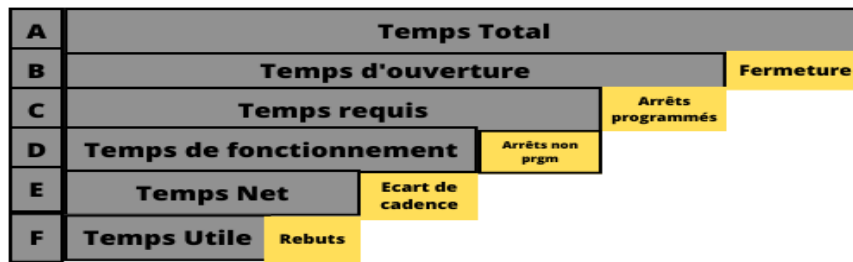 A Temps Total
B Temps d'ouverture Fermeture
C Temps requis Arrêts
programmés
D Temps de fonctionnement Arrêts non
prgm
E Temps Net Ecart de
cadence
F Temps Utile Rebuts